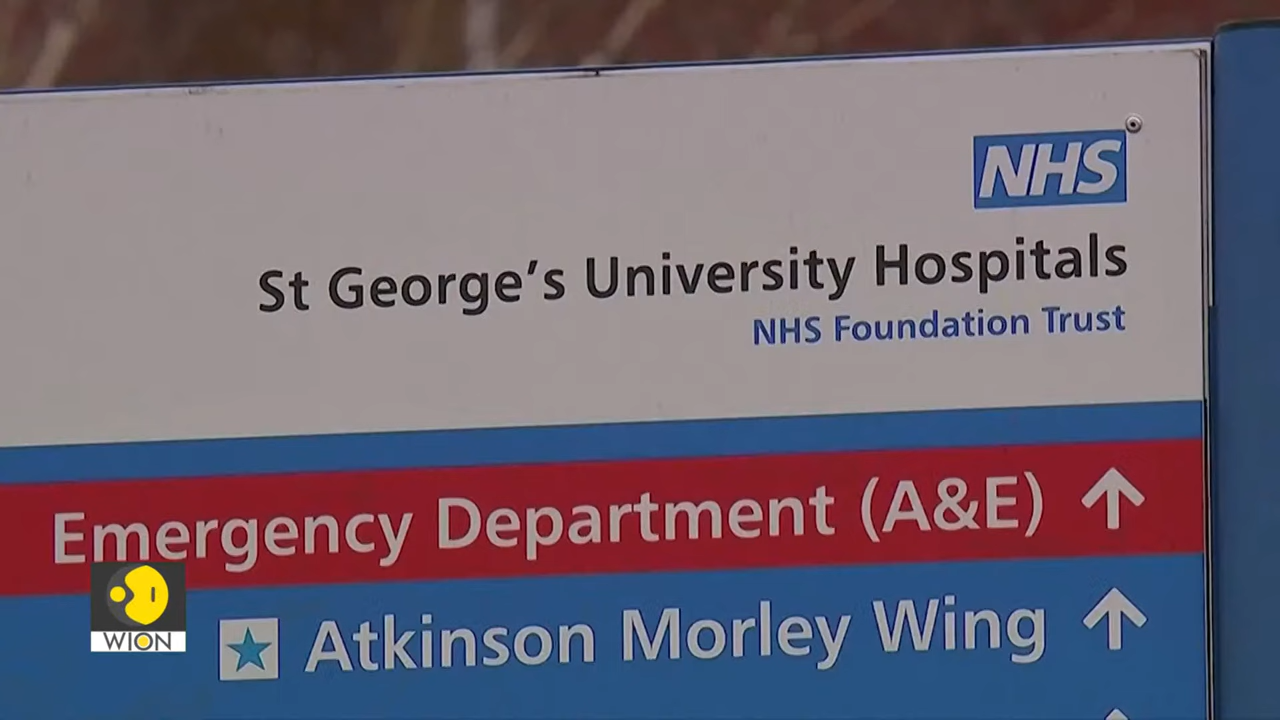 NHS
St George's University Hospitals
NHS Foundation Trust
Emergency Department (A&E) ↑
Atkinson Morley Wing ↑
WION